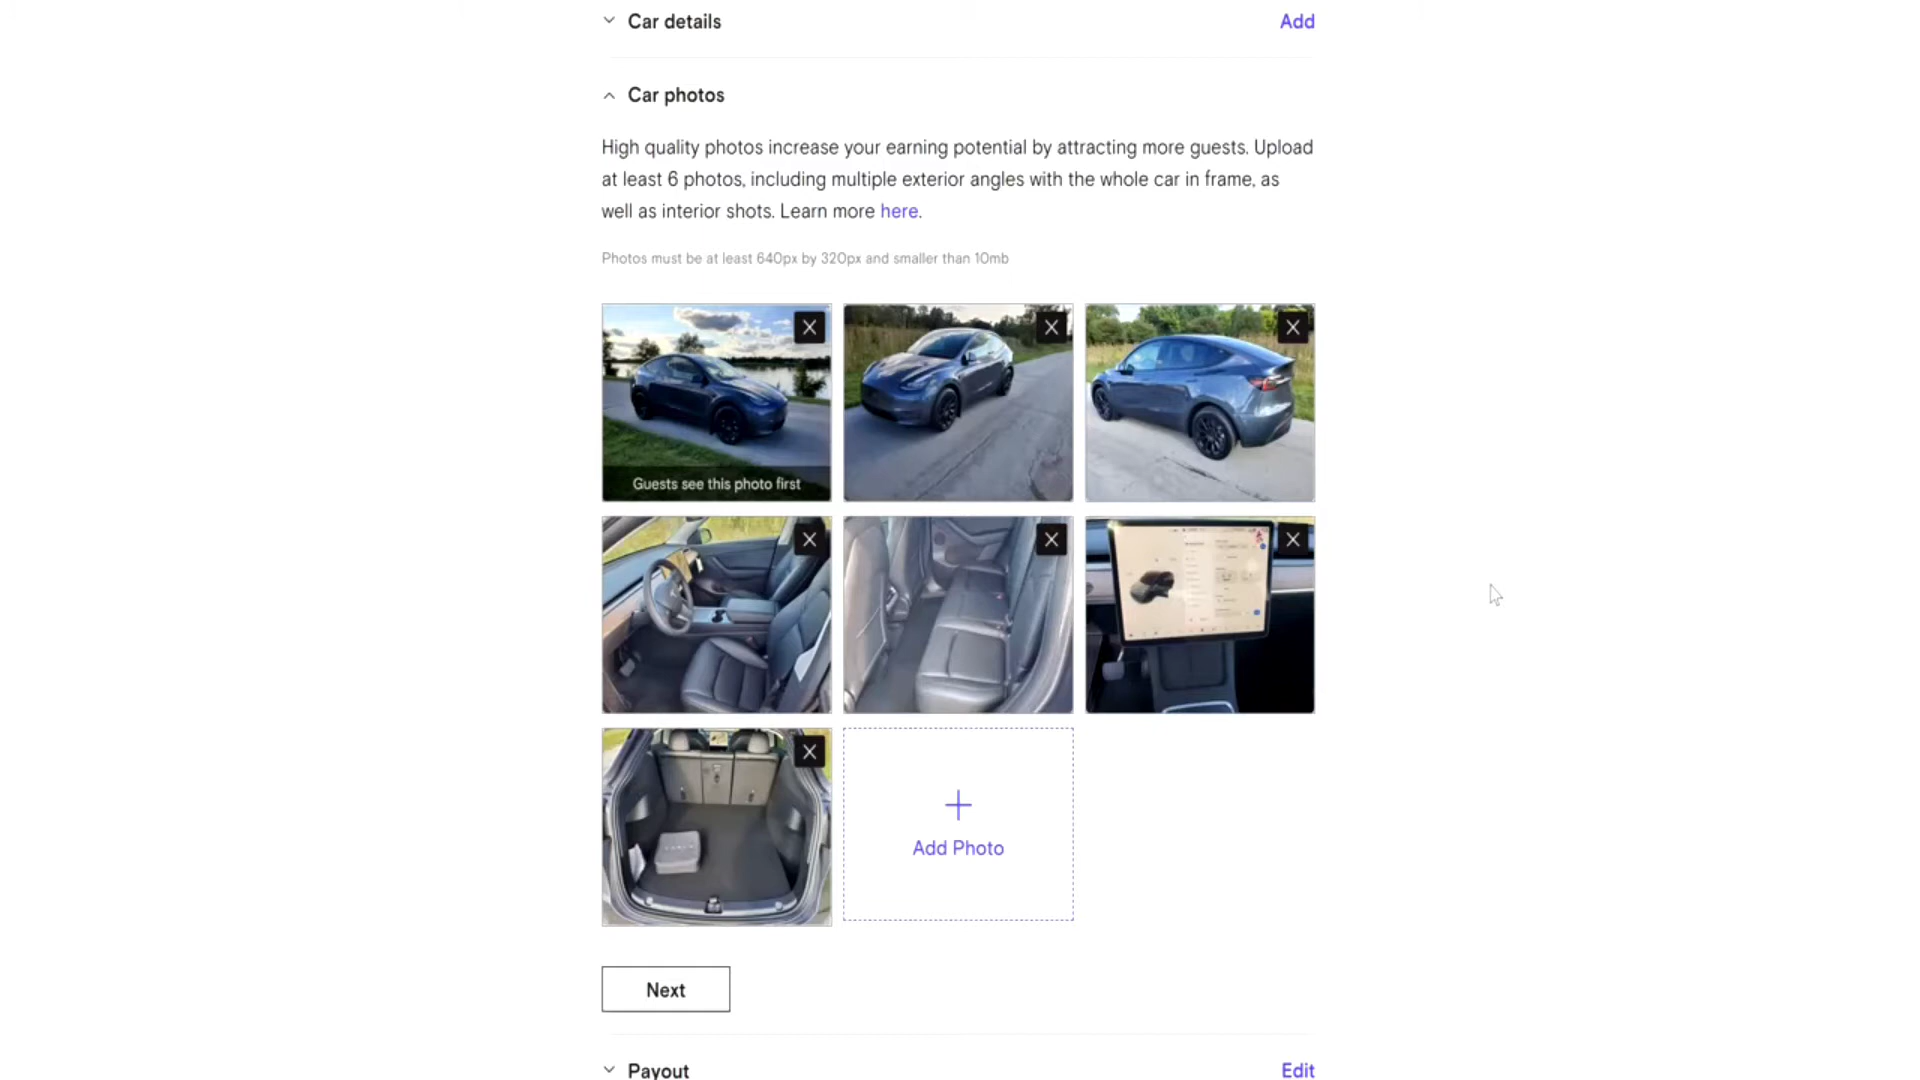 Car details
Add
Car photos
High quality photos increase your earning potential by attracting more guests. Upload
at least 6 photos, including multiple exterior angles with the whole car in frame, as
well as interior shots. Learn more here.
Photos must be at least 640px by 320px and smaller than 10mb
Guests see this photo first
Add Photo
Next
Payout
Edit